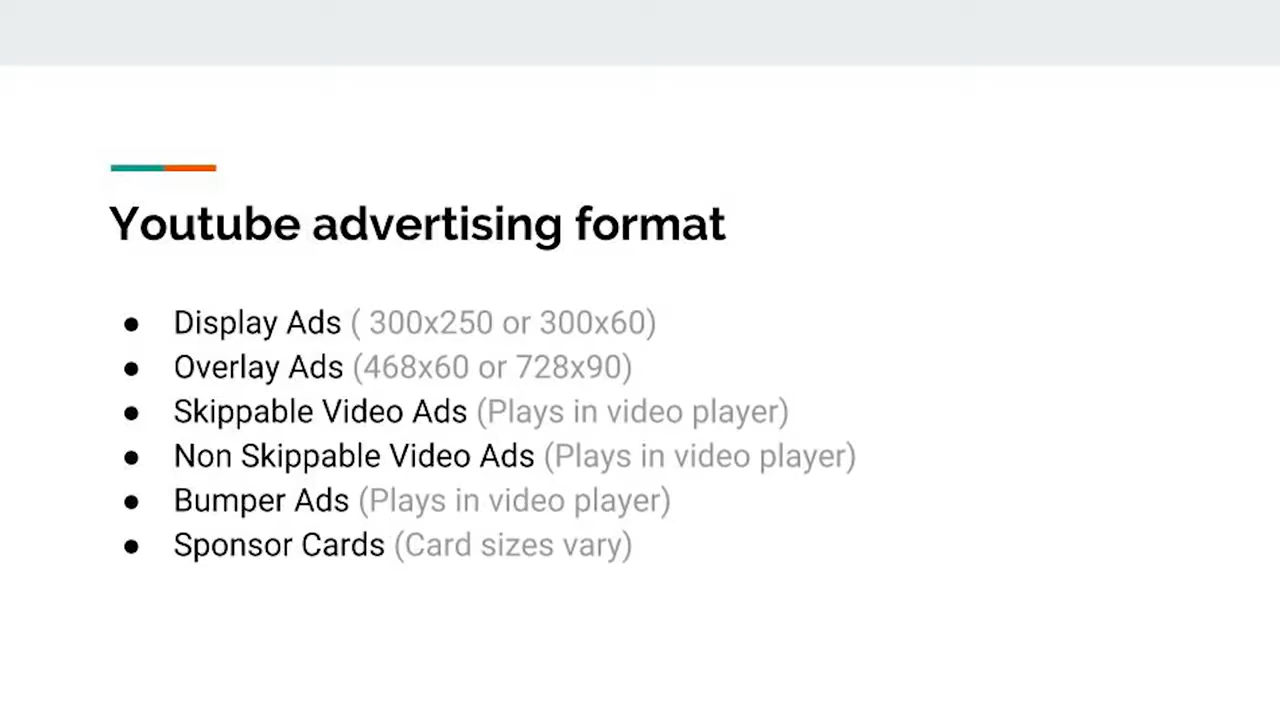 Youtube advertising format
● Display Ads ( 300x250 or 300x60)
● Overlay Ads (468x60 or 728x90)
● Skippable Video Ads (Plays in video player)
● Non Skippable Video Ads (Plays in video player)
● Bumper Ads (Plays in video player)
● Sponsor Cards (Card sizes vary)